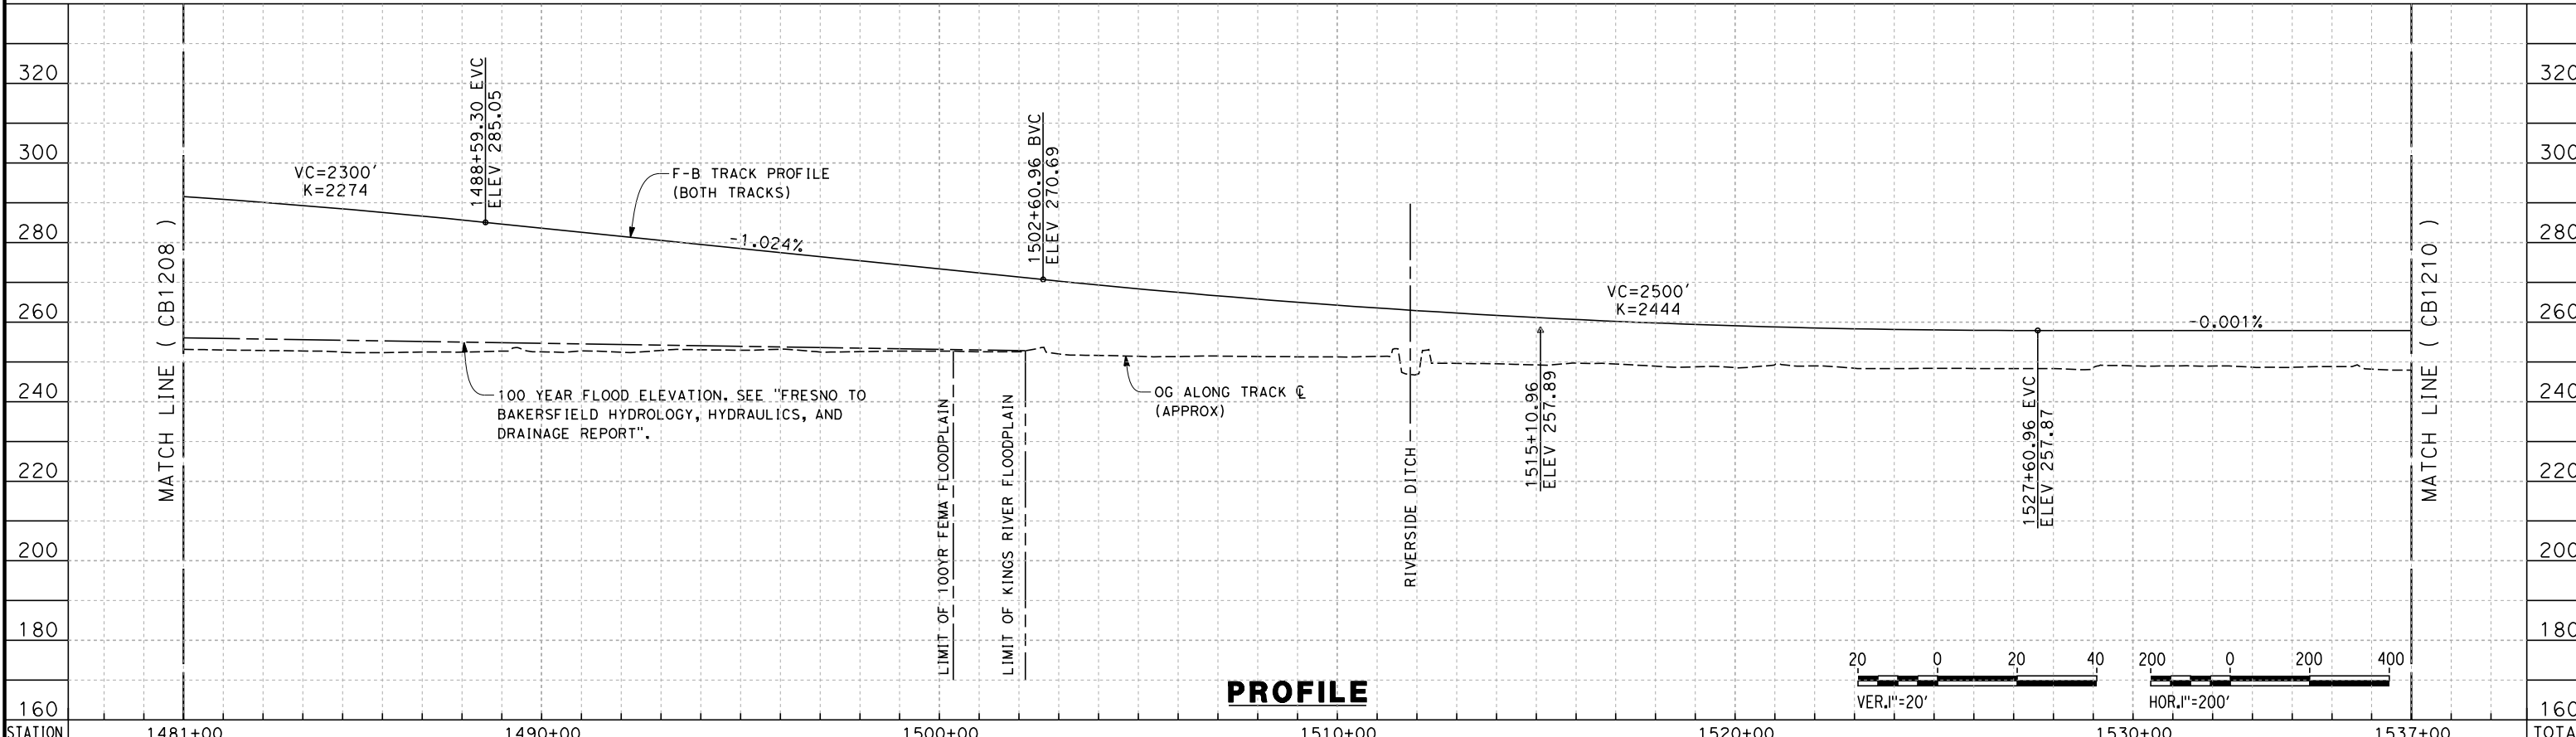 320
300
280
260
240
220
200
180
160
STATION
MATCH LINE ( CB1208 )
VC=2300'
K=2274
1488+59.30 EVC
ELEV 285.05
F-B TRACK PROFILE
(BOTH TRACKS)
-1.024%
1502+60.96 BVC
ELEV 270.69
100 YEAR FLOOD ELEVATION. SEE "FRESNO TO
BAKERSFIELD HYDROLOGY, HYDRAULICS, AND
DRAINAGE REPORT".
LIMIT OF 100YR FEMA FLOODPLAIN
LIMIT OF KINGS RIVER FLOODPLAIN
OG ALONG TRACK ℄
(APPROX)
RIVERSIDE DITCH
1515+10.96
ELEV 257.89
VC=2500'
K=2444
1527+60.96 EVC
ELEV 257.87
-0.001%
MATCH LINE ( CB1210 )
320
300
280
260
240
220
200
180
160
PROFILE
20 0 20 40
VER.1"=20'
200 0 200 400
HOR.1"=200'
1481+00 1490+00 1500+00 1510+00 1520+00 1530+00 1537+00
TOTA